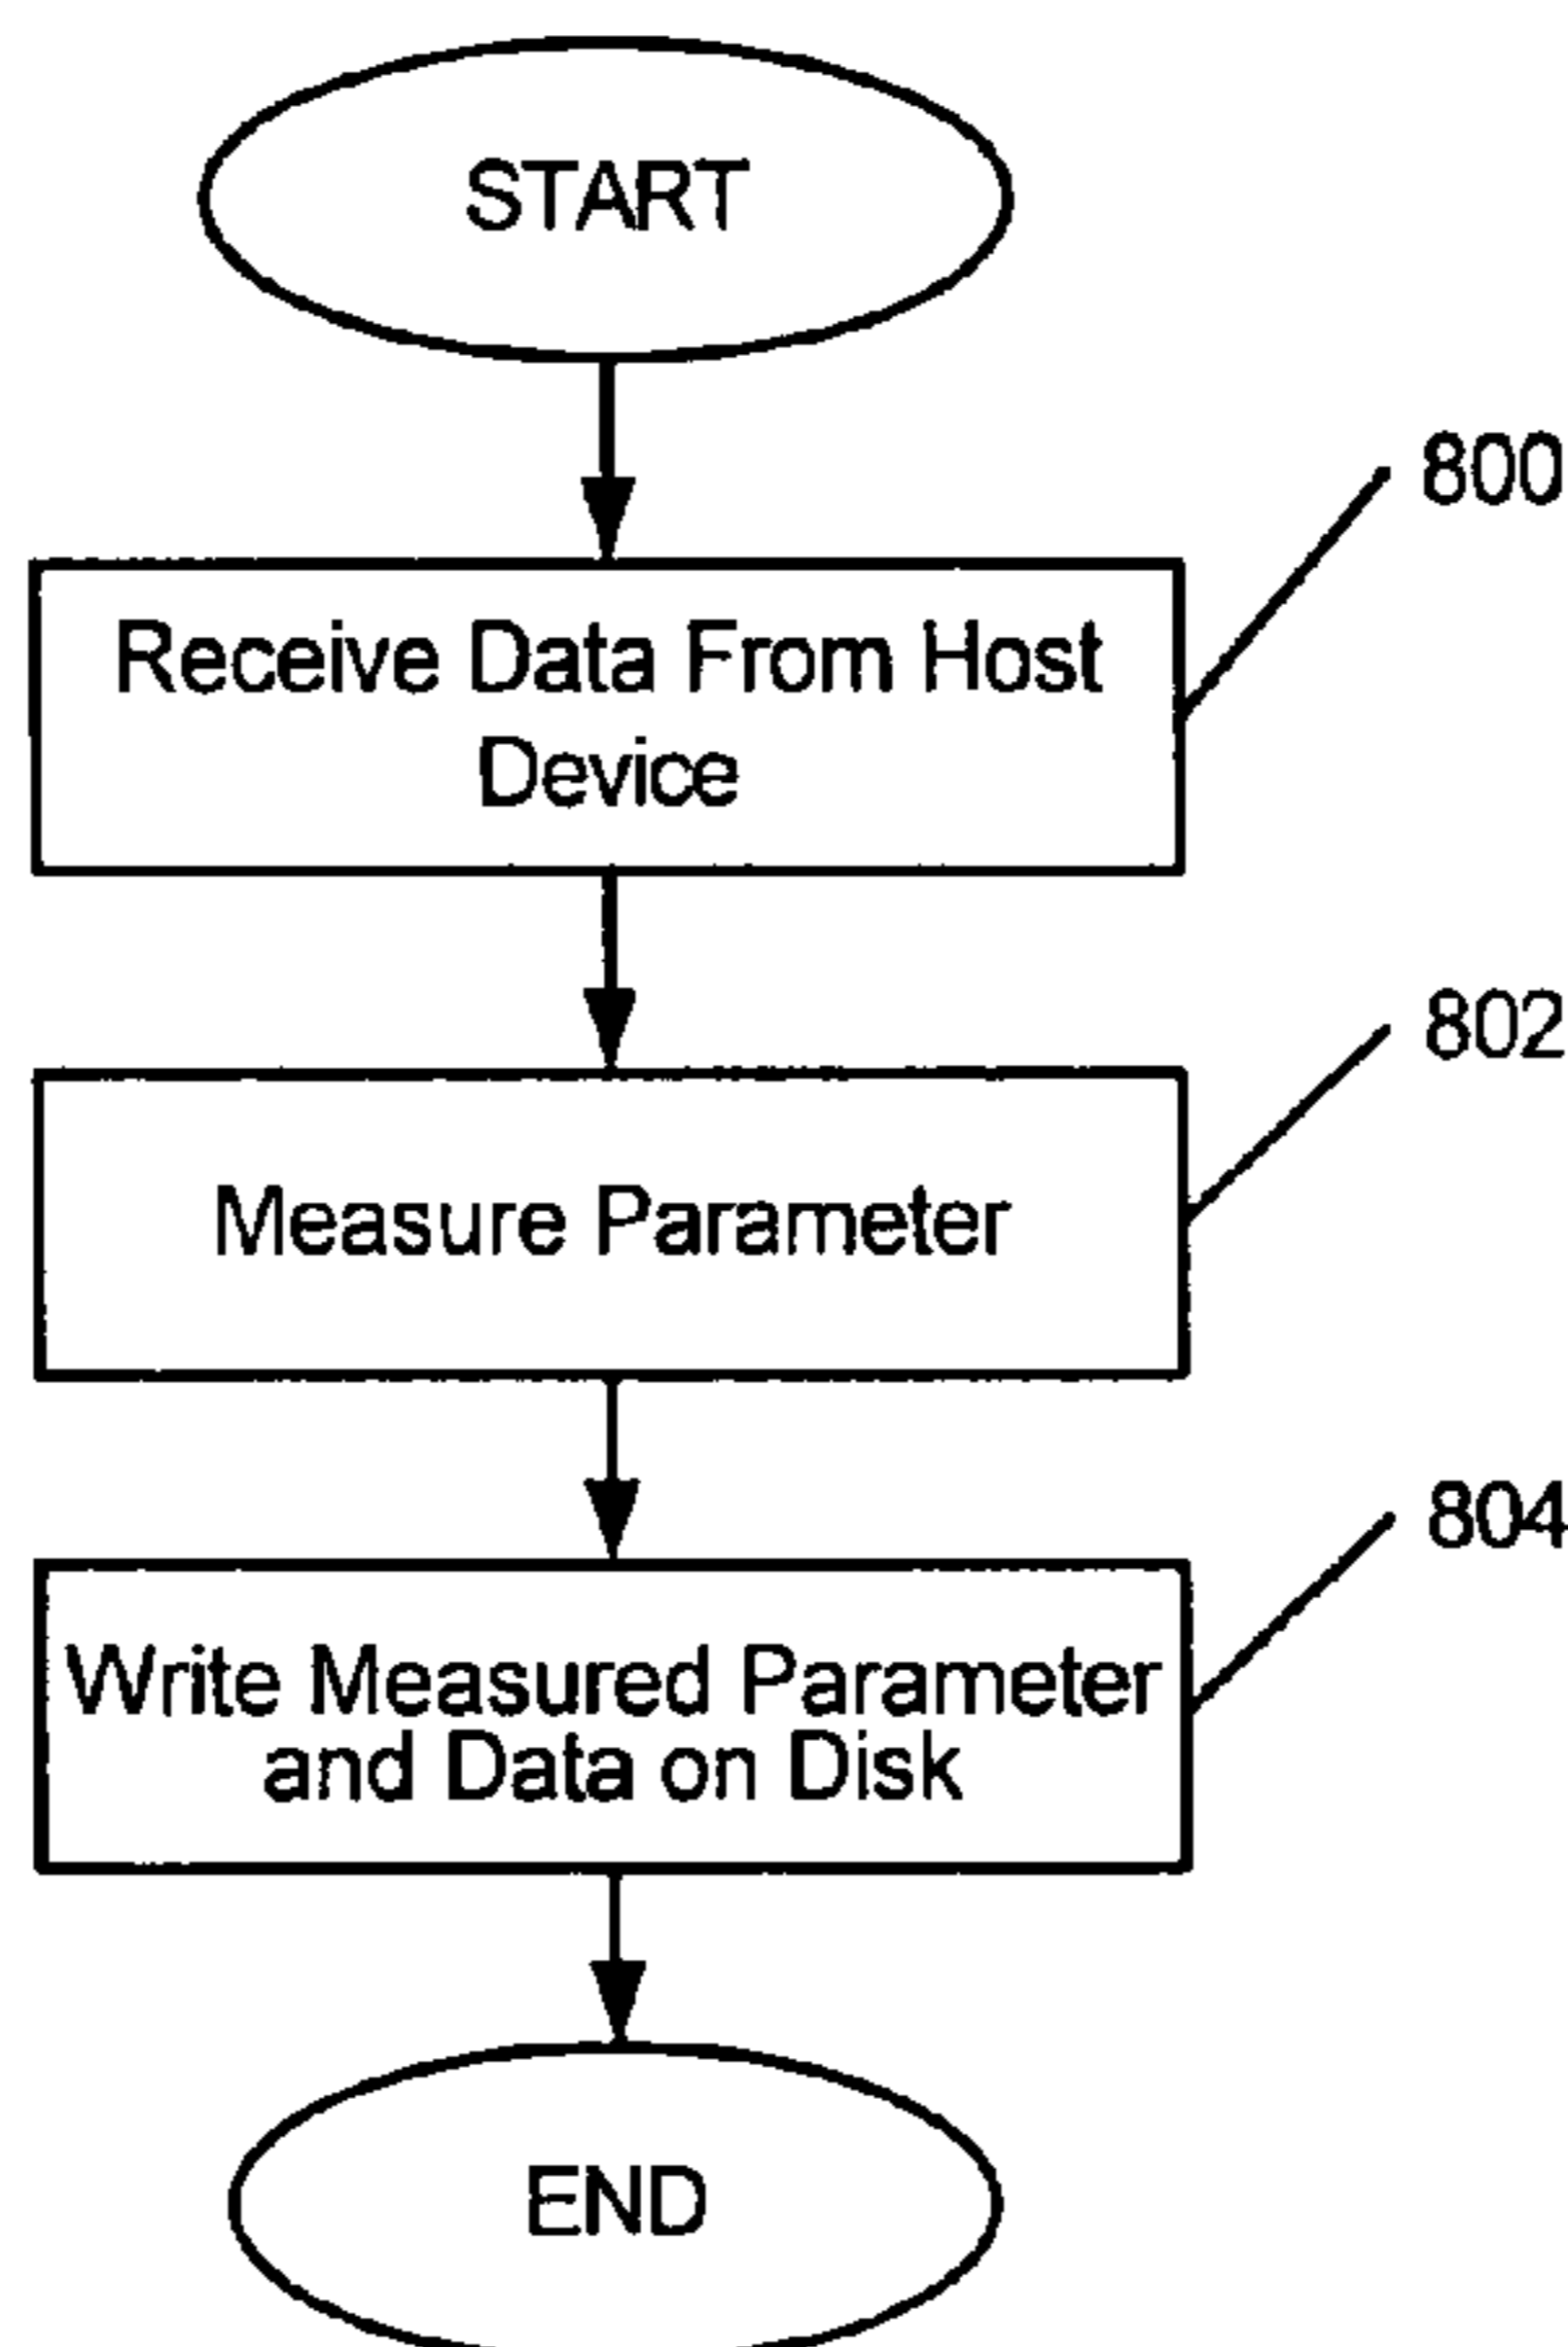 START
800
Receive Data From Host
Device
802
Measure Parameter
804
Write Measured Parameter
and Data on Disk
END